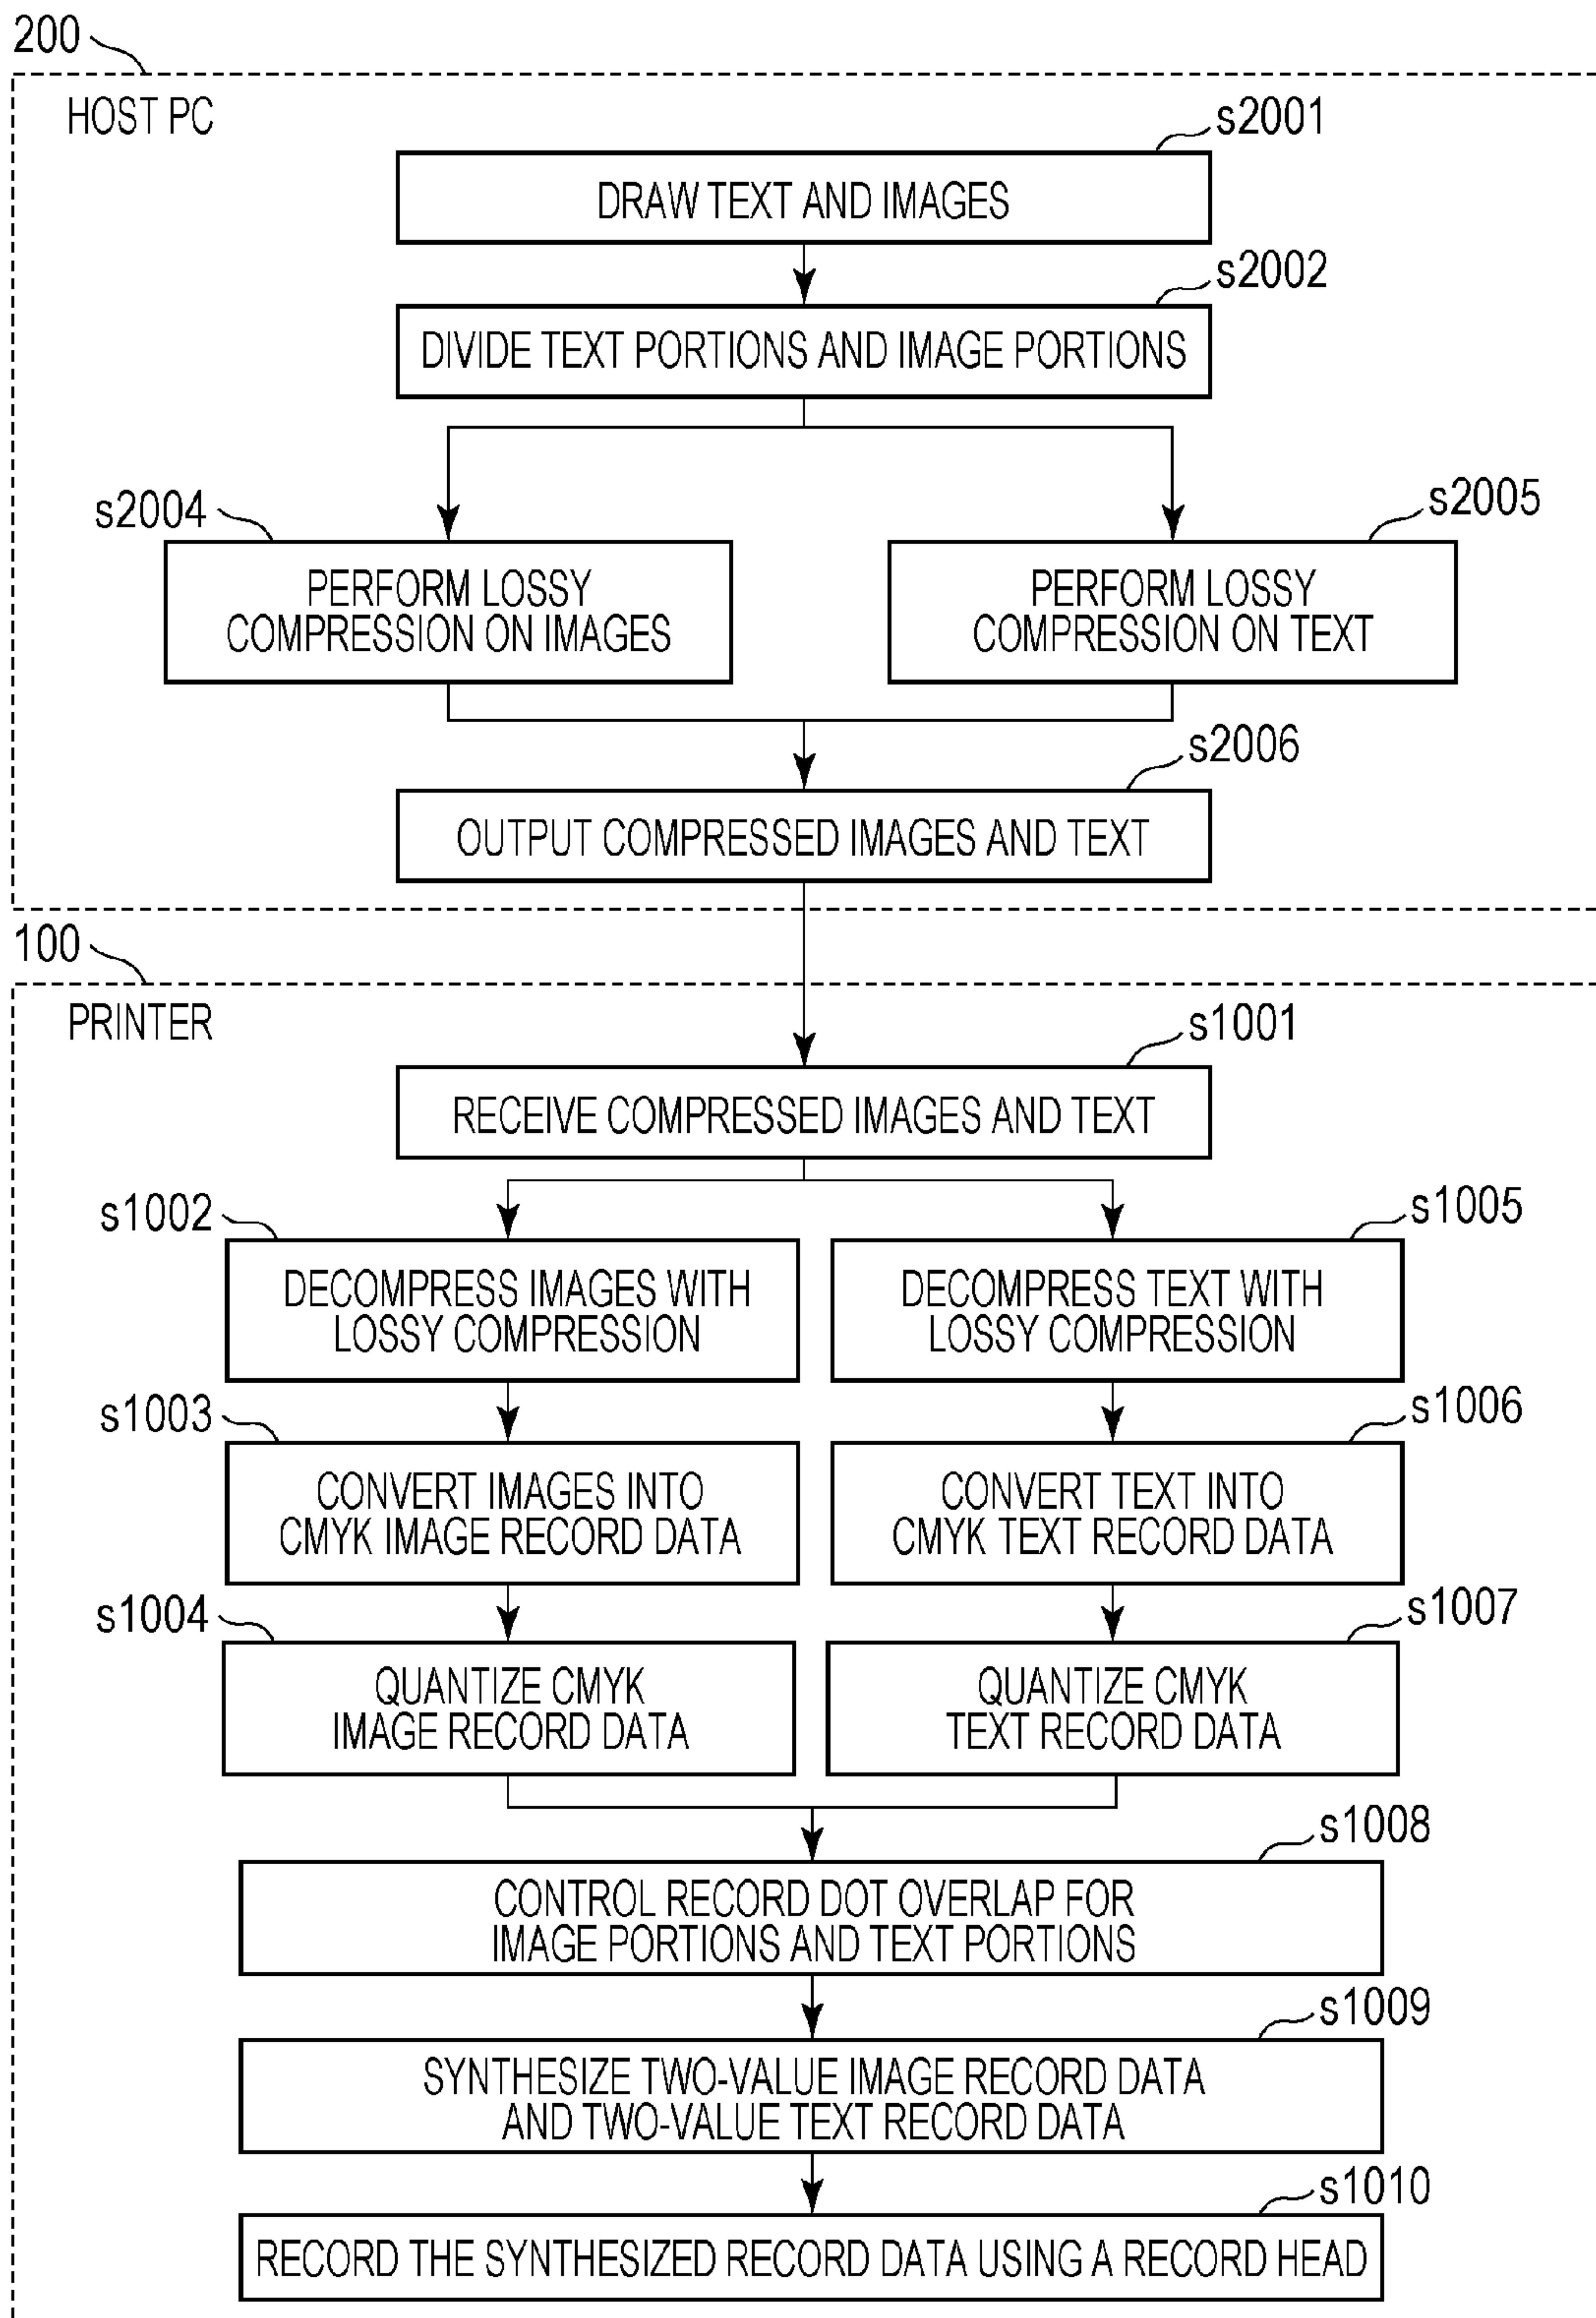 200
HOST PC
s2001
DRAW TEXT AND IMAGES
s2002
DIVIDE TEXT PORTIONS AND IMAGE PORTIONS
s2004
PERFORM LOSSY
COMPRESSION ON IMAGES
s2005
PERFORM LOSSY
COMPRESSION ON TEXT
s2006
OUTPUT COMPRESSED IMAGES AND TEXT
100
PRINTER
s1001
RECEIVE COMPRESSED IMAGES AND TEXT
s1002
DECOMPRESS IMAGES WITH
LOSSY COMPRESSION
s1005
DECOMPRESS TEXT WITH
LOSSY COMPRESSION
s1003
CONVERT IMAGES INTO
CMYK IMAGE RECORD DATA
s1006
CONVERT TEXT INTO
CMYK TEXT RECORD DATA
s1004
QUANTIZE CMYK
IMAGE RECORD DATA
s1007
QUANTIZE CMYK
TEXT RECORD DATA
s1008
CONTROL RECORD DOT OVERLAP FOR
IMAGE PORTIONS AND TEXT PORTIONS
s1009
SYNTHESIZE TWO-VALUE IMAGE RECORD DATA
AND TWO-VALUE TEXT RECORD DATA
s1010
RECORD THE SYNTHESIZED RECORD DATA USING A RECORD HEAD